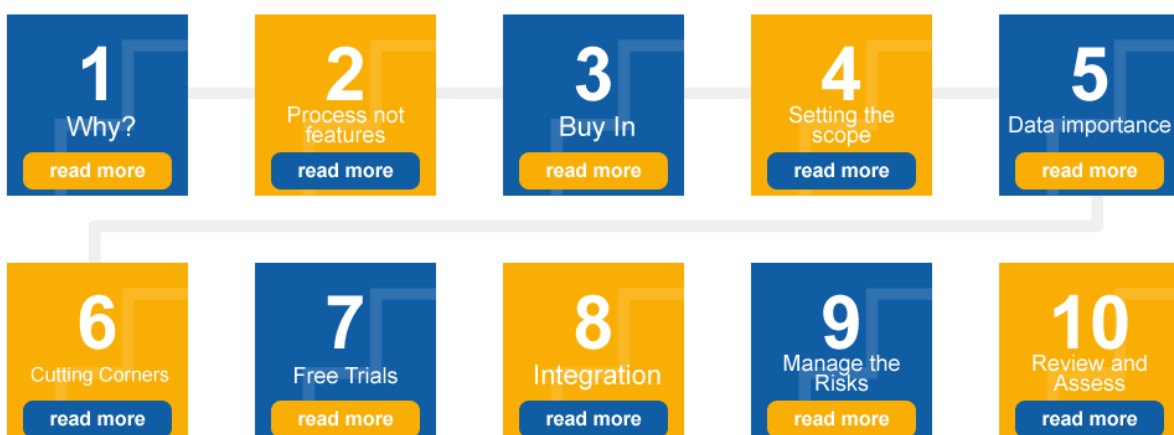 1
Why?
read more
2
Process not
features
read more
3
Buy In
read more
4
Setting the
scope
read more
5
Data importance
read more
6
Cutting Corners
read more
7
Free Trials
read more
8
Integration
read more
9
Manage the
Risks
read more
10
Review and
Assess
read more